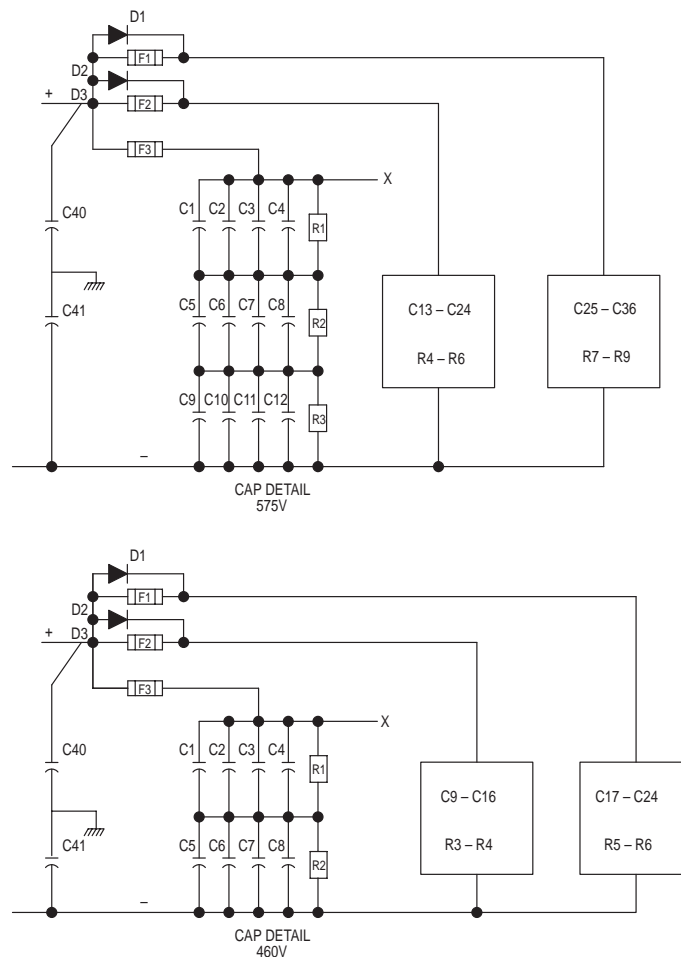 D1
F1
D2
+ D3
F2
F3
X
C40
C1 C2 C3 C4
R1
C41
C5 C6 C7 C8
R2
C13 – C24
R4 – R6
C25 – C36
R7 – R9
C9 C10 C11 C12
R3
–
CAP DETAIL
575V
D1
F1
D2
+ D3
F2
F3
X
C40
C1 C2 C3 C4
R1
C9 – C16
R3 – R4
C17 – C24
R5 – R6
C41
C5 C6 C7 C8
R2
–
CAP DETAIL
460V